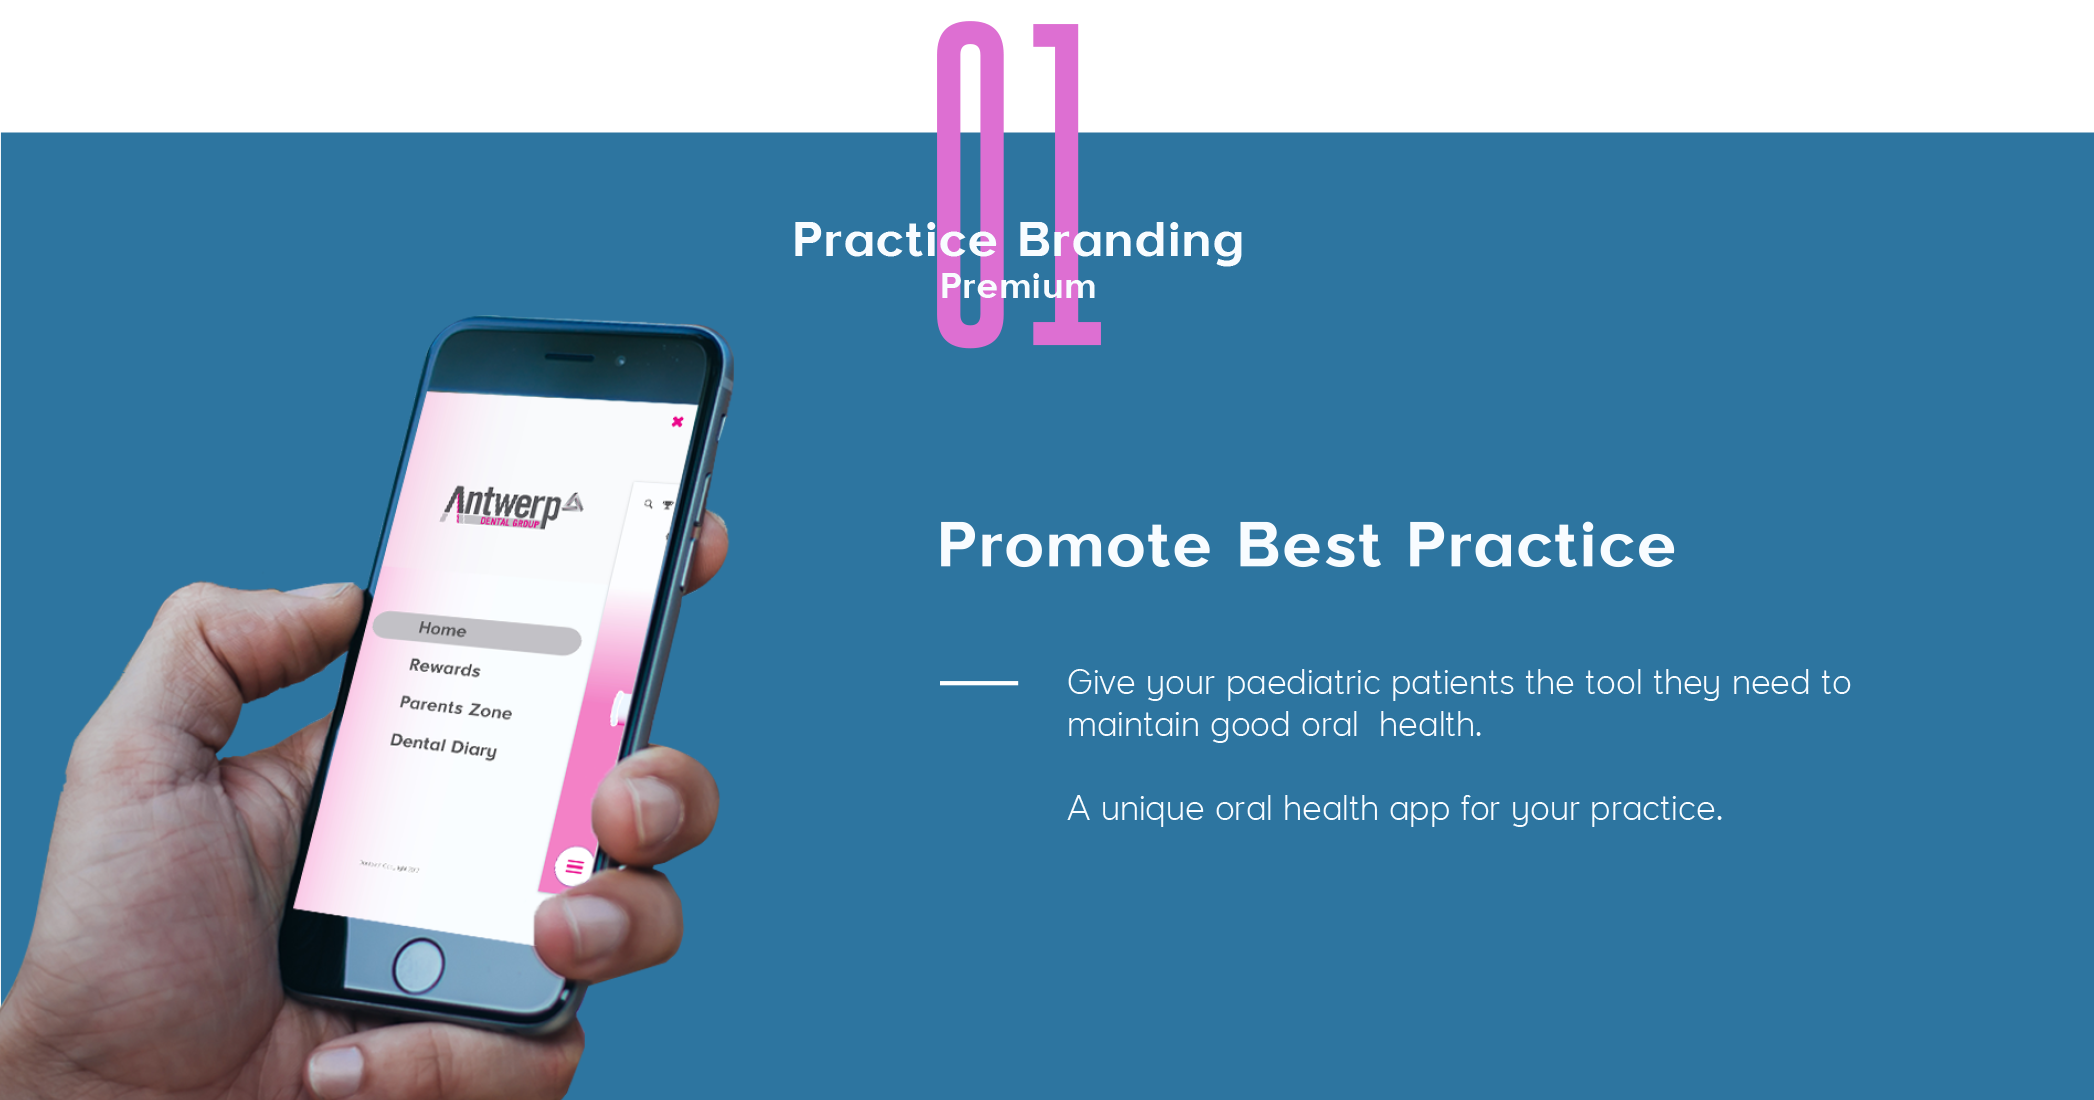 01
Practice Branding
Premium
Antwerp
DENTAL GROUP
Home
Rewards
Parents Zone
Dental Diary
Promote Best Practice
Give your paediatric patients the tool they need to
maintain good oral  health.
A unique oral health app for your practice.